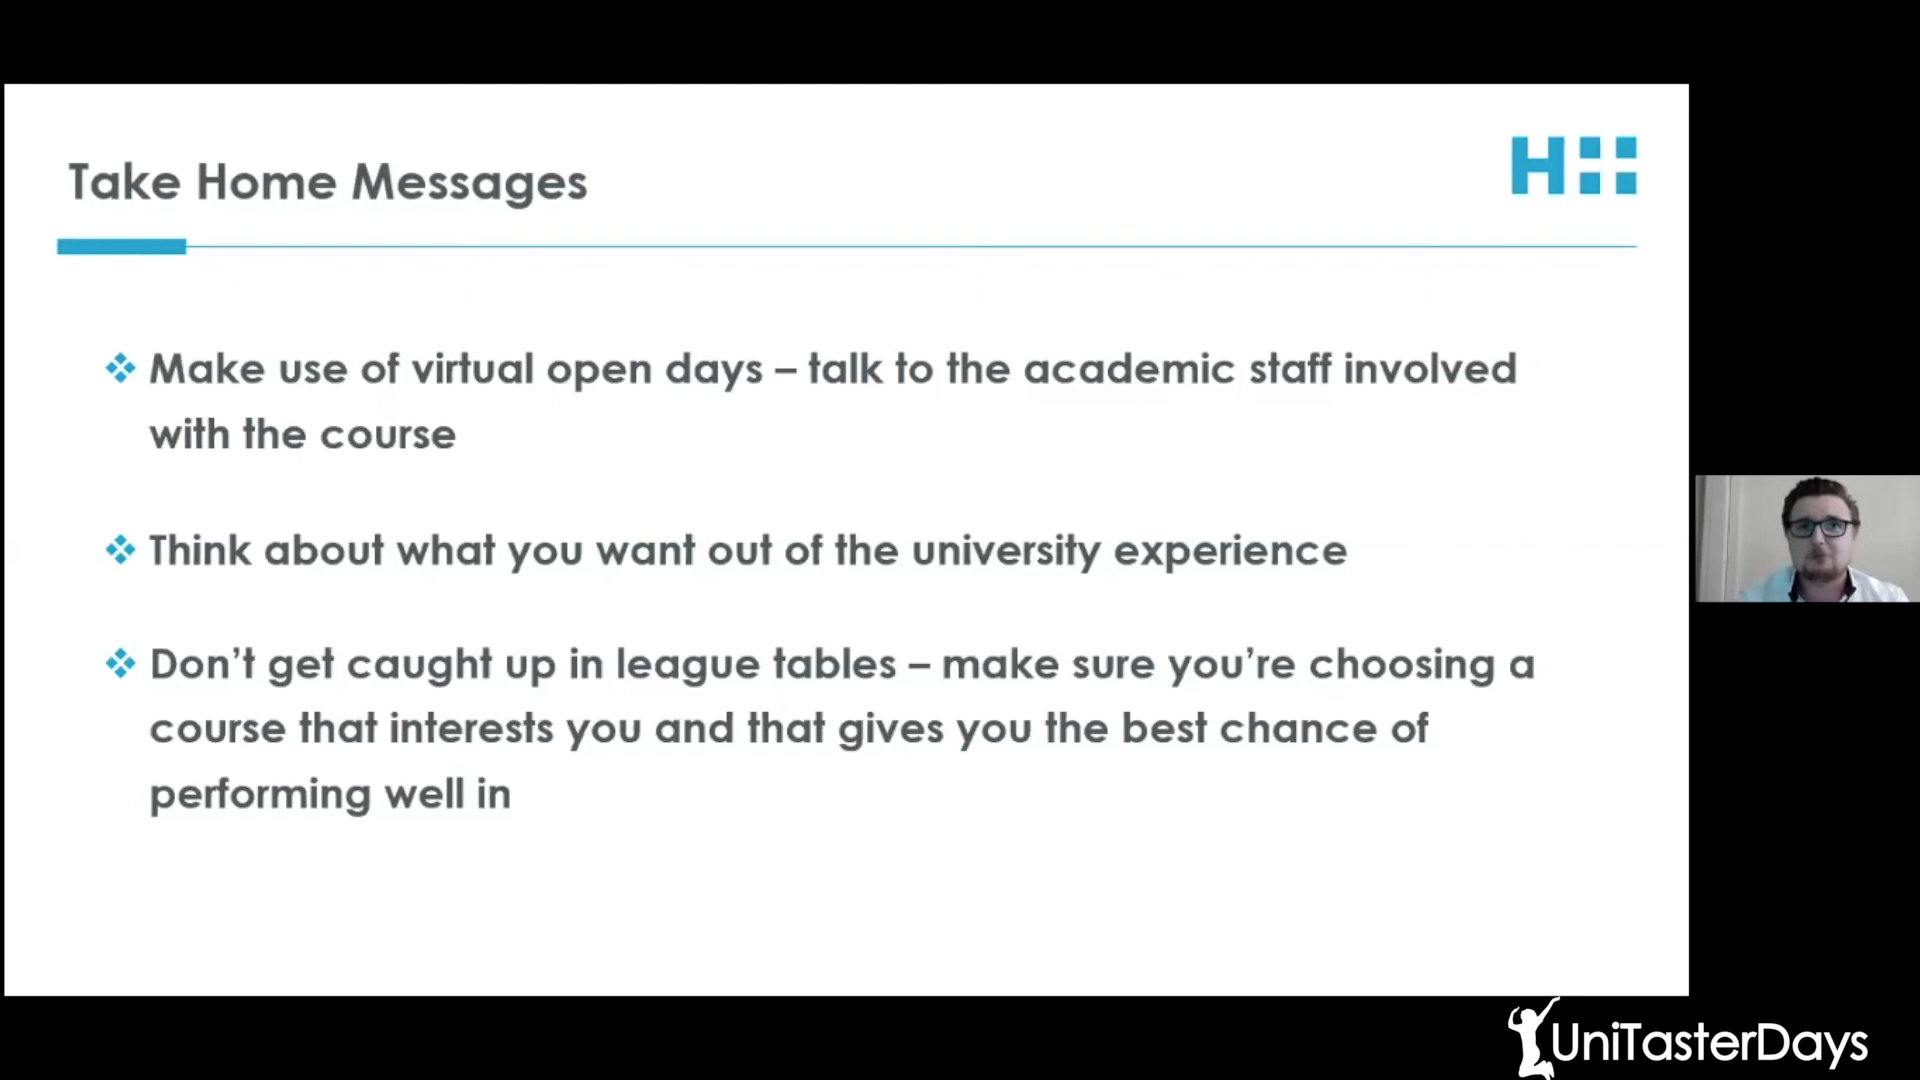 Take Home Messages
H
Make use of virtual open days – talk to the academic staff involved
with the course
Think about what you want out of the university experience
Don't get caught up in league tables – make sure you're choosing a
course that interests you and that gives you the best chance of
performing well in
UniTasterDays